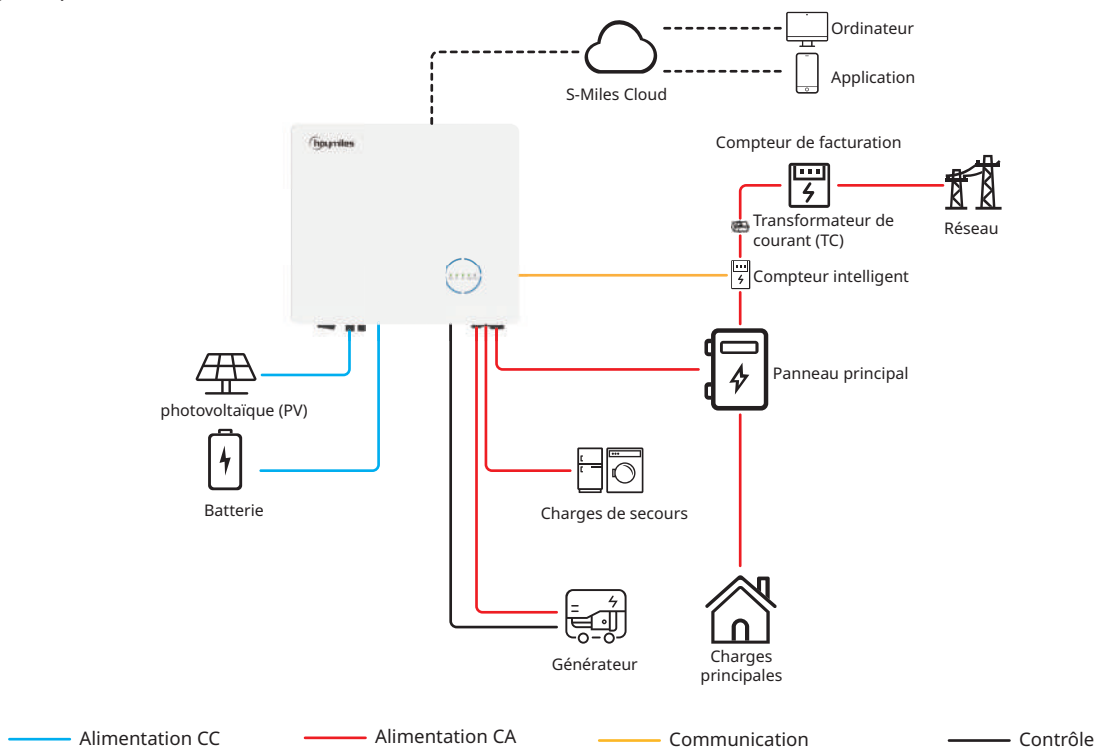 Ordinateur
Application
S-Miles Cloud
hoymiles
Compteur de facturation
Transformateur de
courant (TC)
Réseau
Compteur intelligent
Panneau principal
photovoltaïque (PV)
Batterie
Charges de secours
Générateur
Charges
principales
Alimentation CC
Alimentation CA
Communication
Contrôle